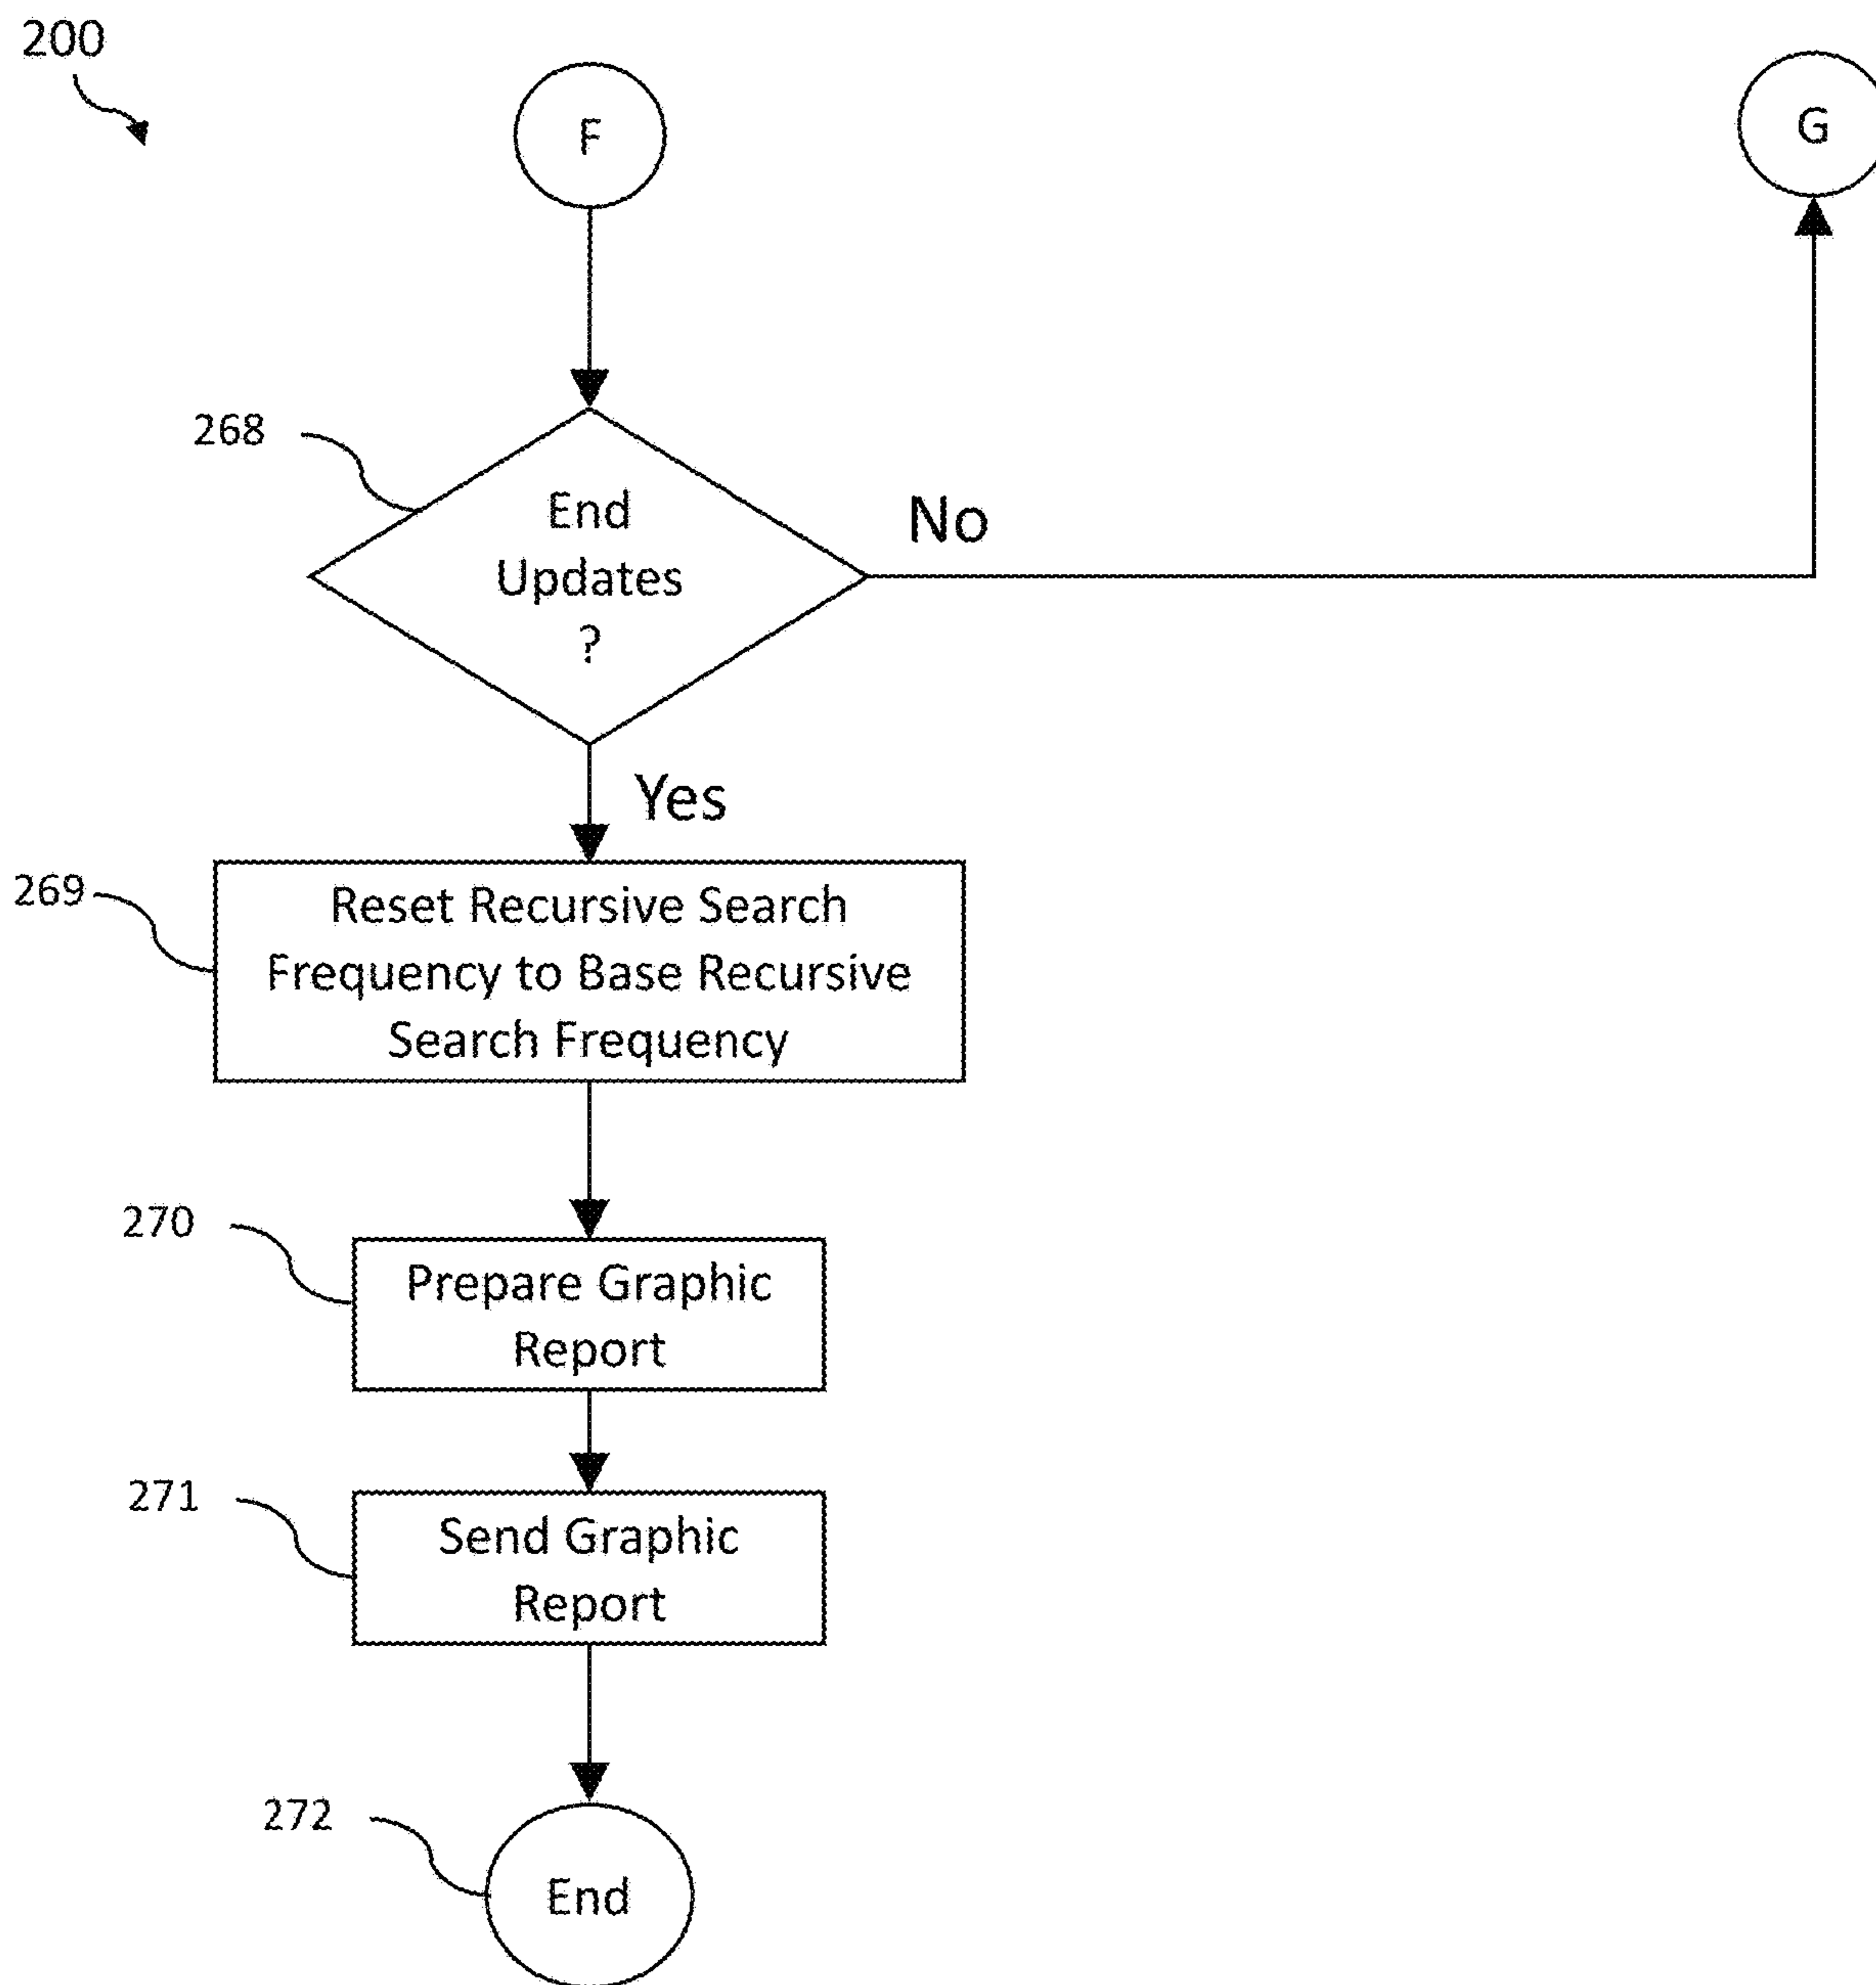 200
F
G
268
End
Updates
?
No
Yes
269
Reset Recursive Search
Frequency to Base Recursive
Search Frequency
270
Prepare Graphic
Report
271
Send Graphic
Report
272
End